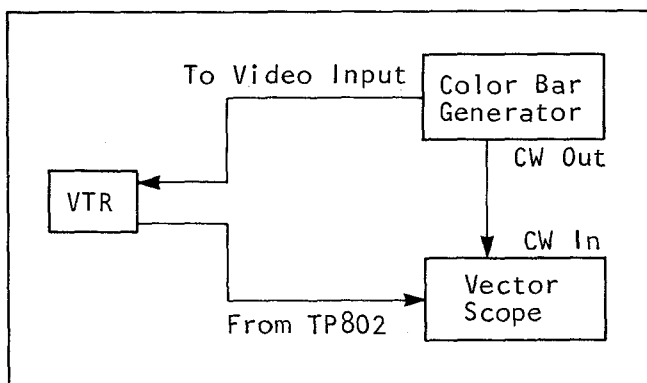 To Video Input
Color Bar
Generator
CW Out
VTR
CW In
Vector
Scope
From TP802